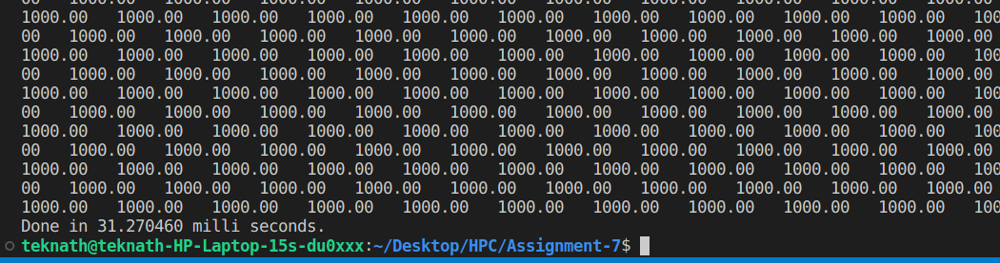 1000.00 1000.00 1000.00 1000.00 1000.00 1000.00 1000.00 1000.00 1000.00 1000.00 100
00 1000.00 1000.00 1000.00 1000.00 1000.00 1000.00 1000.00 1000.00 1000.00 1000.00
1000.00 1000.00 1000.00 1000.00 1000.00 1000.00 1000.00 1000.00 1000.00 1000.00 100
00 1000.00 1000.00 1000.00 1000.00 1000.00 1000.00 1000.00 1000.00 1000.00 1000.00
1000.00 1000.00 1000.00 1000.00 1000.00 1000.00 1000.00 1000.00 1000.00 1000.00 100
00 1000.00 1000.00 1000.00 1000.00 1000.00 1000.00 1000.00 1000.00 1000.00 1000.00
1000.00 1000.00 1000.00 1000.00 1000.00 1000.00 1000.00 1000.00 1000.00 1000.00 100
00 1000.00 1000.00 1000.00 1000.00 1000.00 1000.00 1000.00 1000.00 1000.00 1000.00
1000.00 1000.00 1000.00 1000.00 1000.00 1000.00 1000.00 1000.00 1000.00 1000.00 100
00 1000.00 1000.00 1000.00 1000.00 1000.00 1000.00 1000.00 1000.00 1000.00 1000.00
1000.00 1000.00 1000.00 1000.00 1000.00 1000.00 1000.00 1000.00 1000.00 1000.00 100
Done in 31.270460 milli seconds.
teknath@teknath-HP-Laptop-15s-du0xxx:~/Desktop/HPC/Assignment-7$